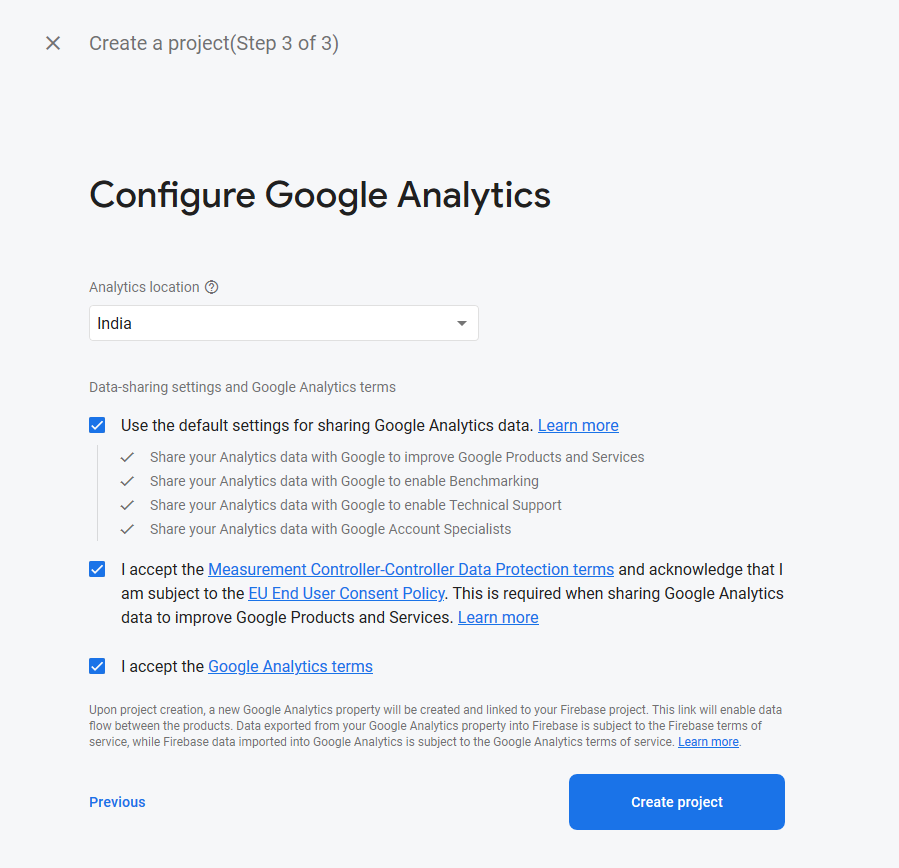 Create a project(Step 3 of 3)
Configure Google Analytics
Analytics location
India
Data-sharing settings and Google Analytics terms
Use the default settings for sharing Google Analytics data. Learn more
Share your Analytics data with Google to improve Google Products and Services
Share your Analytics data with Google to enable Benchmarking
Share your Analytics data with Google to enable Technical Support
Share your Analytics data with Google Account Specialists
I accept the Measurement Controller-Controller Data Protection terms and acknowledge that I
am subject to the EU End User Consent Policy. This is required when sharing Google Analytics
data to improve Google Products and Services. Learn more
I accept the Google Analytics terms
Upon project creation, a new Google Analytics property will be created and linked to your Firebase project. This link will enable data
flow between the products. Data exported from your Google Analytics property into Firebase is subject to the Firebase terms of
service, while Firebase data imported into Google Analytics is subject to the Google Analytics terms of service. Learn more.
Previous
Create project